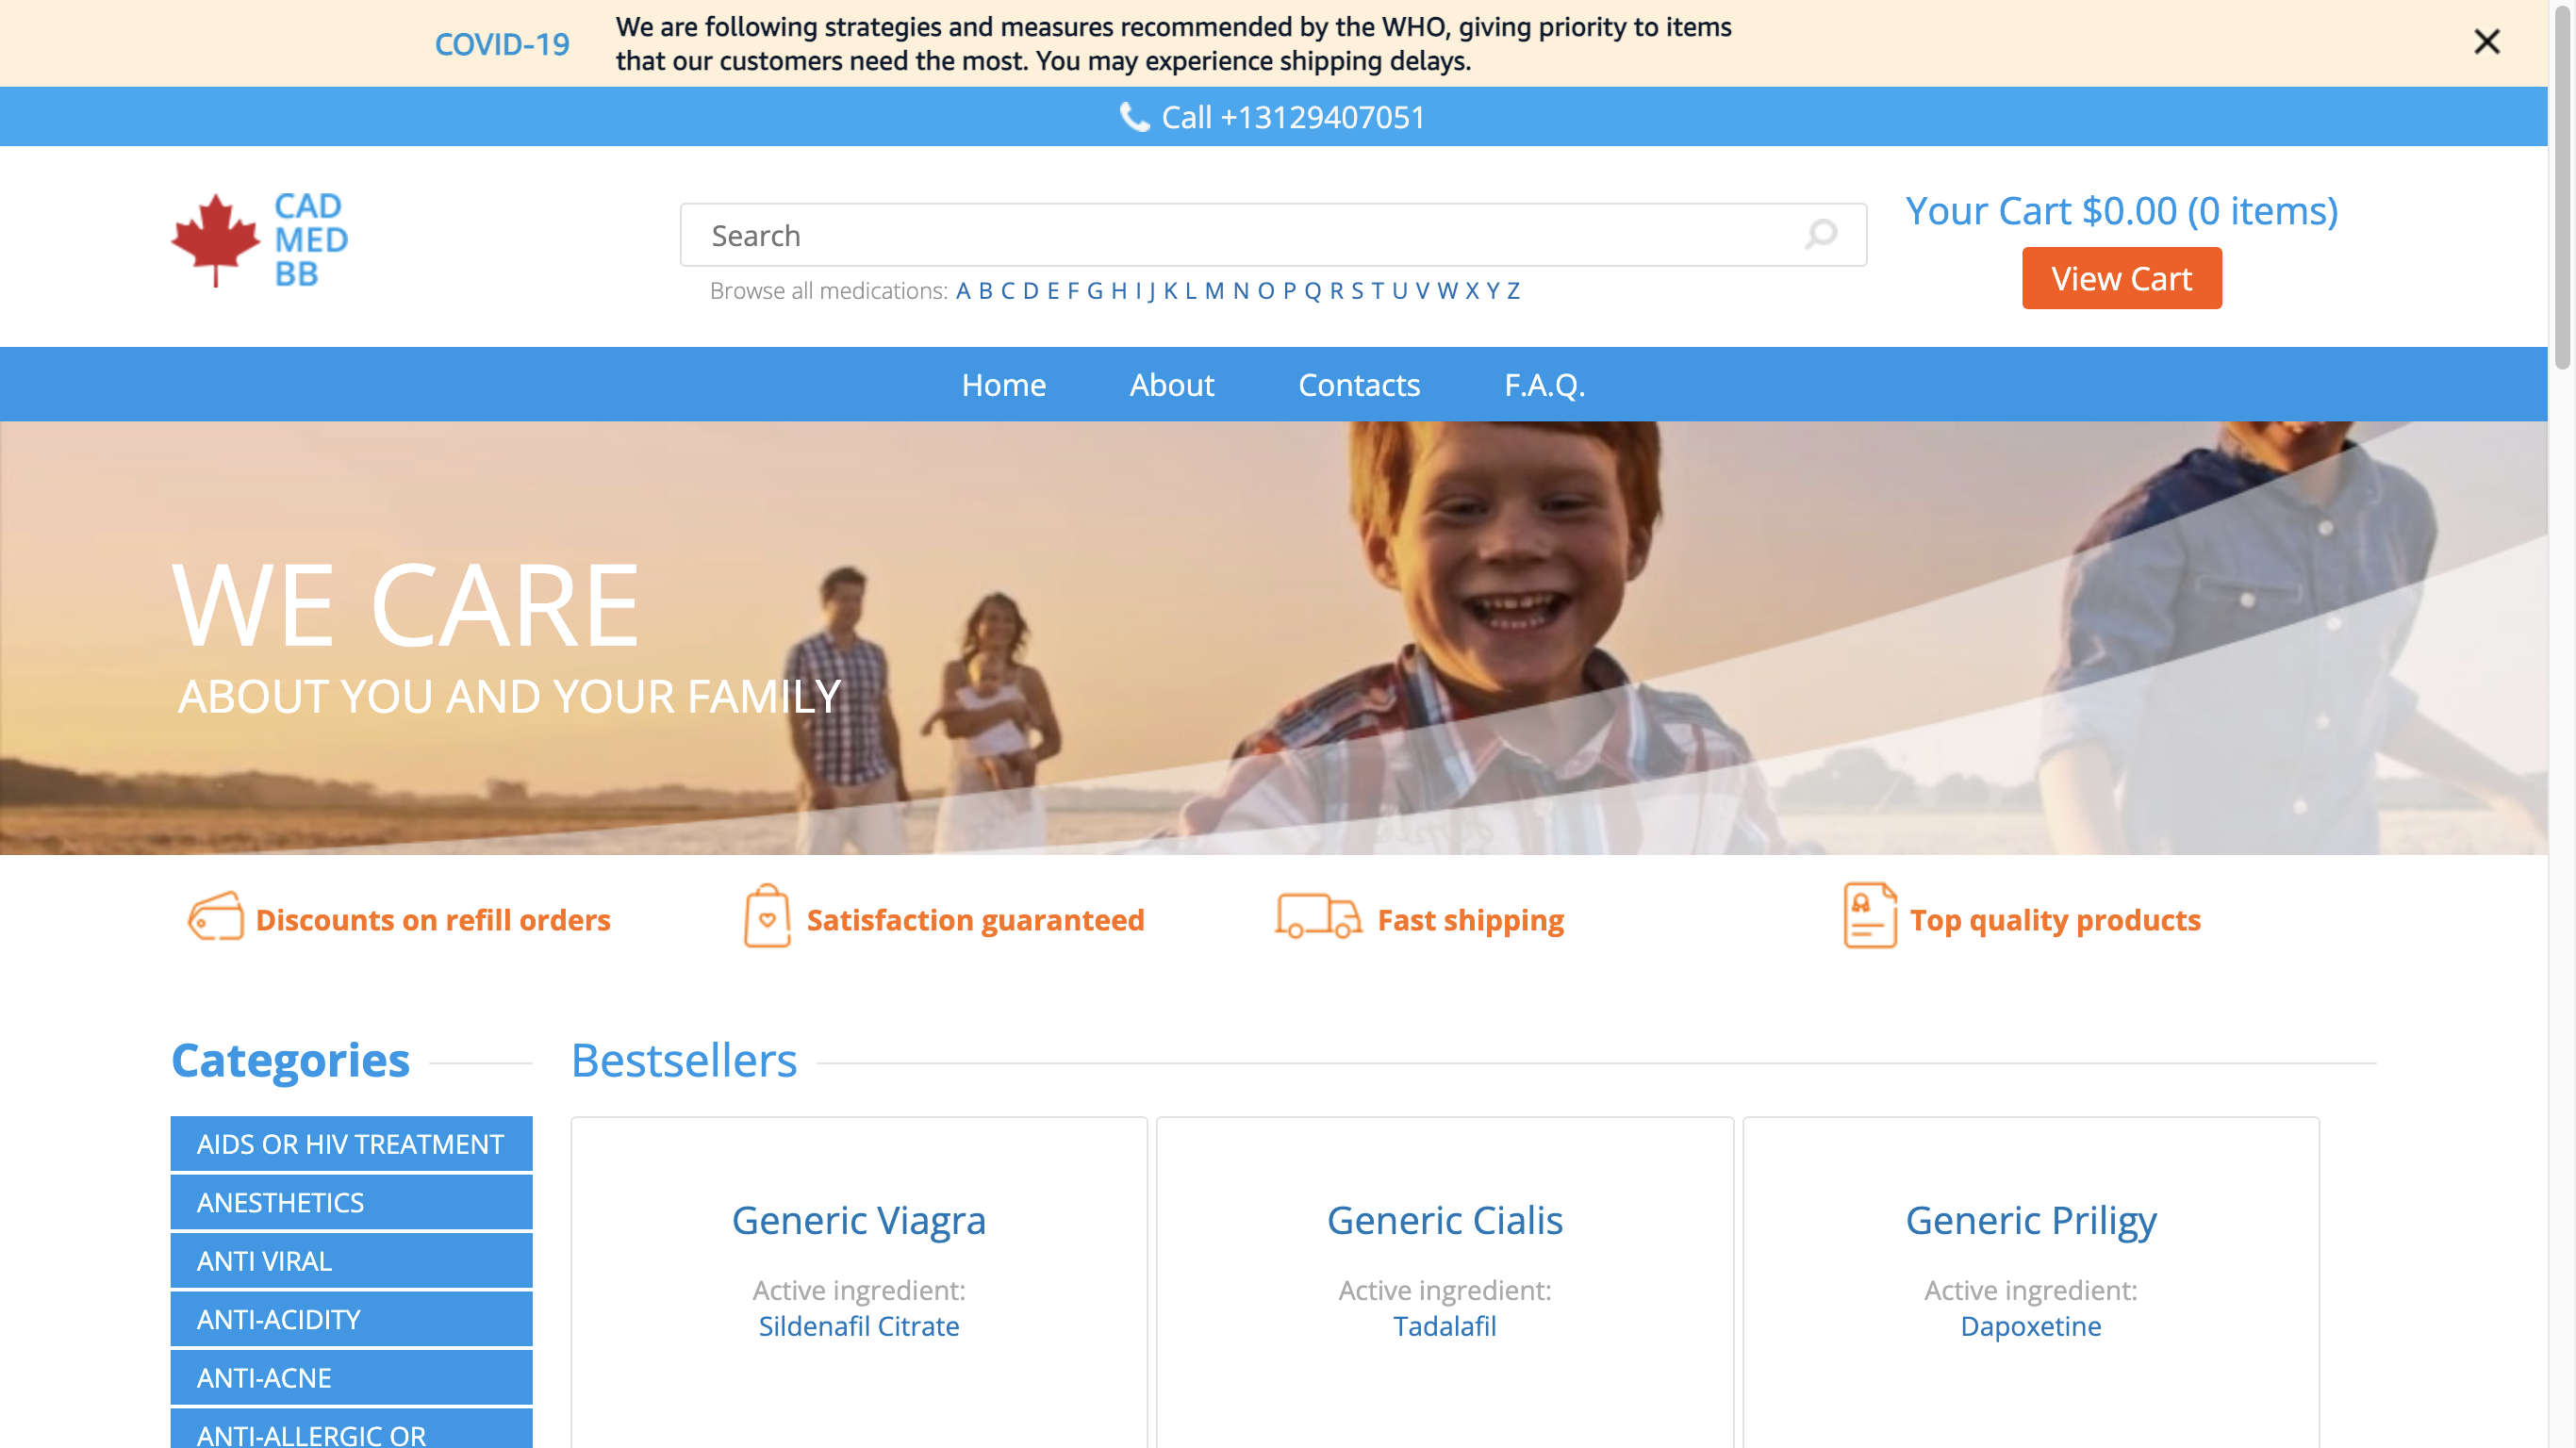 COVID-19
We are following strategies and measures recommended by the WHO, giving priority to items
that our customers need the most. You may experience shipping delays.
Call +13129407051
CAD
MED
BB
Search
Your Cart $0.00 (0 items)
View Cart
Browse all medications: A B C D E F G H I J K L M N O P Q R S T U V W X Y Z
Home
About
Contacts
F.A.Q.
WE CARE
ABOUT YOU AND YOUR FAMILY
Discounts on refill orders
Satisfaction guaranteed
Fast shipping
Top quality products
Categories
AIDS OR HIV TREATMENT
ANESTHETICS
ANTI VIRAL
ANTI-ACIDITY
ANTI-ACNE
ANTI-ALLERGIC OR
Bestsellers
Generic Viagra
Active ingredient:
Sildenafil Citrate
Generic Cialis
Active ingredient:
Tadalafil
Generic Priligy
Active ingredient:
Dapoxetine